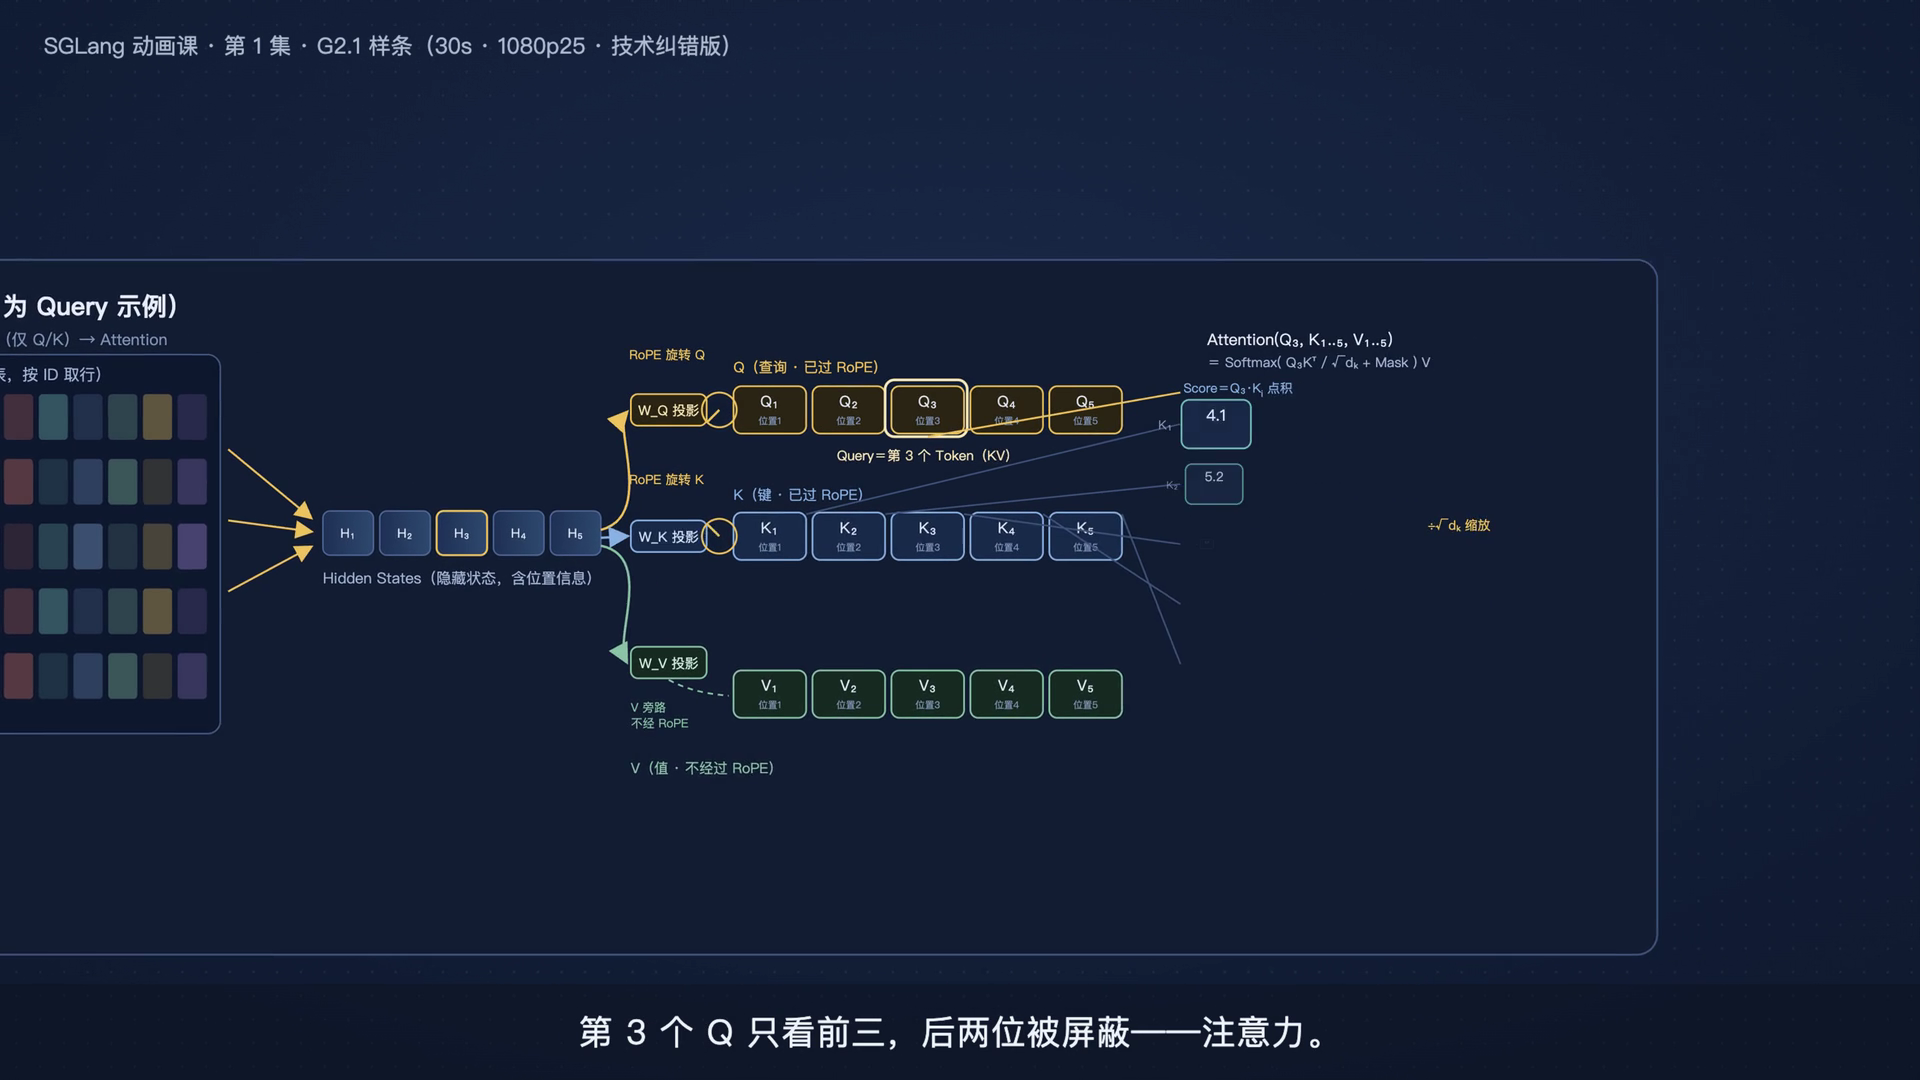 SGLang 动画课 · 第 1 集 · G2.1 样条（30s · 1080p25 · 技术纠错版）
为 Query 示例）
（仅 Q/K）→ Attention
表，按 ID 取行）
H₁ H₂ H₃ H₄ H₅
Hidden States（隐藏状态，含位置信息）
RoPE 旋转 Q
W_Q 投影
Q（查询 · 已过 RoPE）
Q₁ Q₂ Q₃ Q₄ Q₅
位置1 位置2 位置3 位置4 位置5
Query＝第 3 个 Token（KV）
RoPE 旋转 K
W_K 投影
K（键 · 已过 RoPE）
K₁ K₂ K₃ K₄ K₅
位置1 位置2 位置3 位置4 位置5
W_V 投影
V₁ V₂ V₃ V₄ V₅
位置1 位置2 位置3 位置4 位置5
V 旁路
不经 RoPE
V（值 · 不经过 RoPE）
Attention(Q₃, K₁..₅, V₁..₅)
＝ Softmax( Q₃Kᵀ / √dₖ + Mask ) V
Score＝Q₃·Kⱼ 点积
K₁ 4.1
K₂ 5.2
÷√dₖ 缩放
第 3 个 Q 只看前三，后两位被屏蔽——注意力。